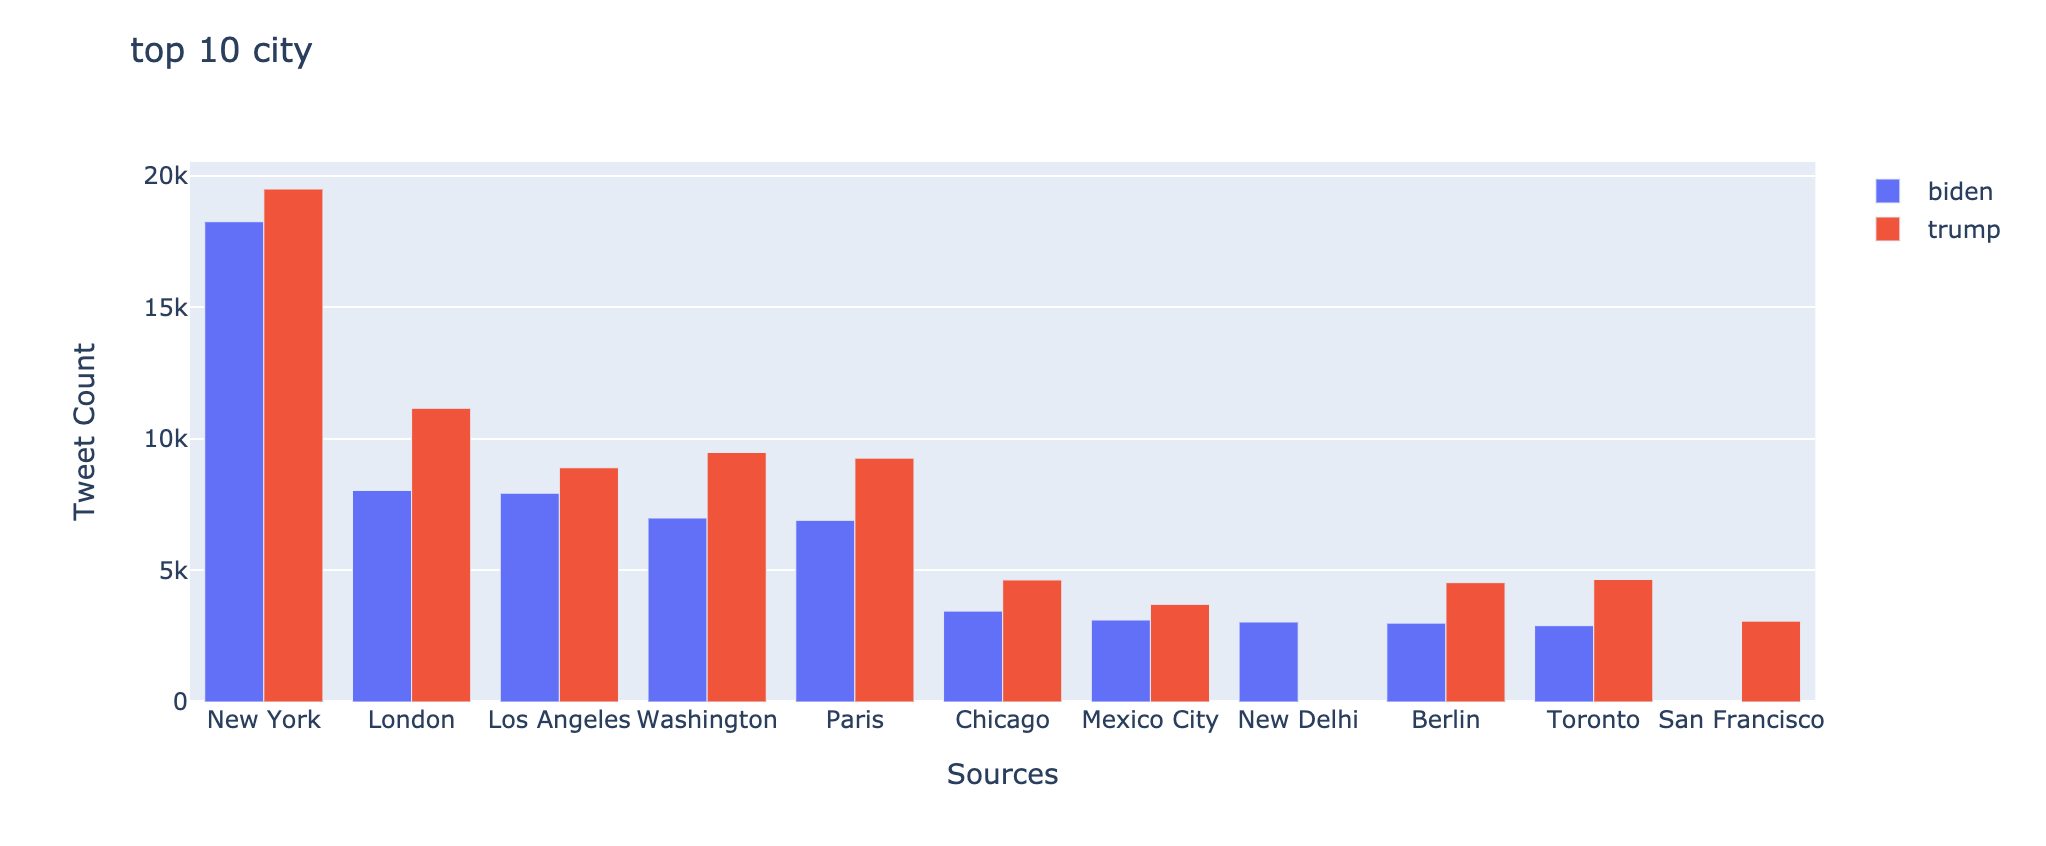 top 10 city
20k
15k
10k
5k
0
Tweet Count
New York London Los Angeles Washington Paris Chicago Mexico City New Delhi Berlin Toronto San Francisco
Sources
biden
trump